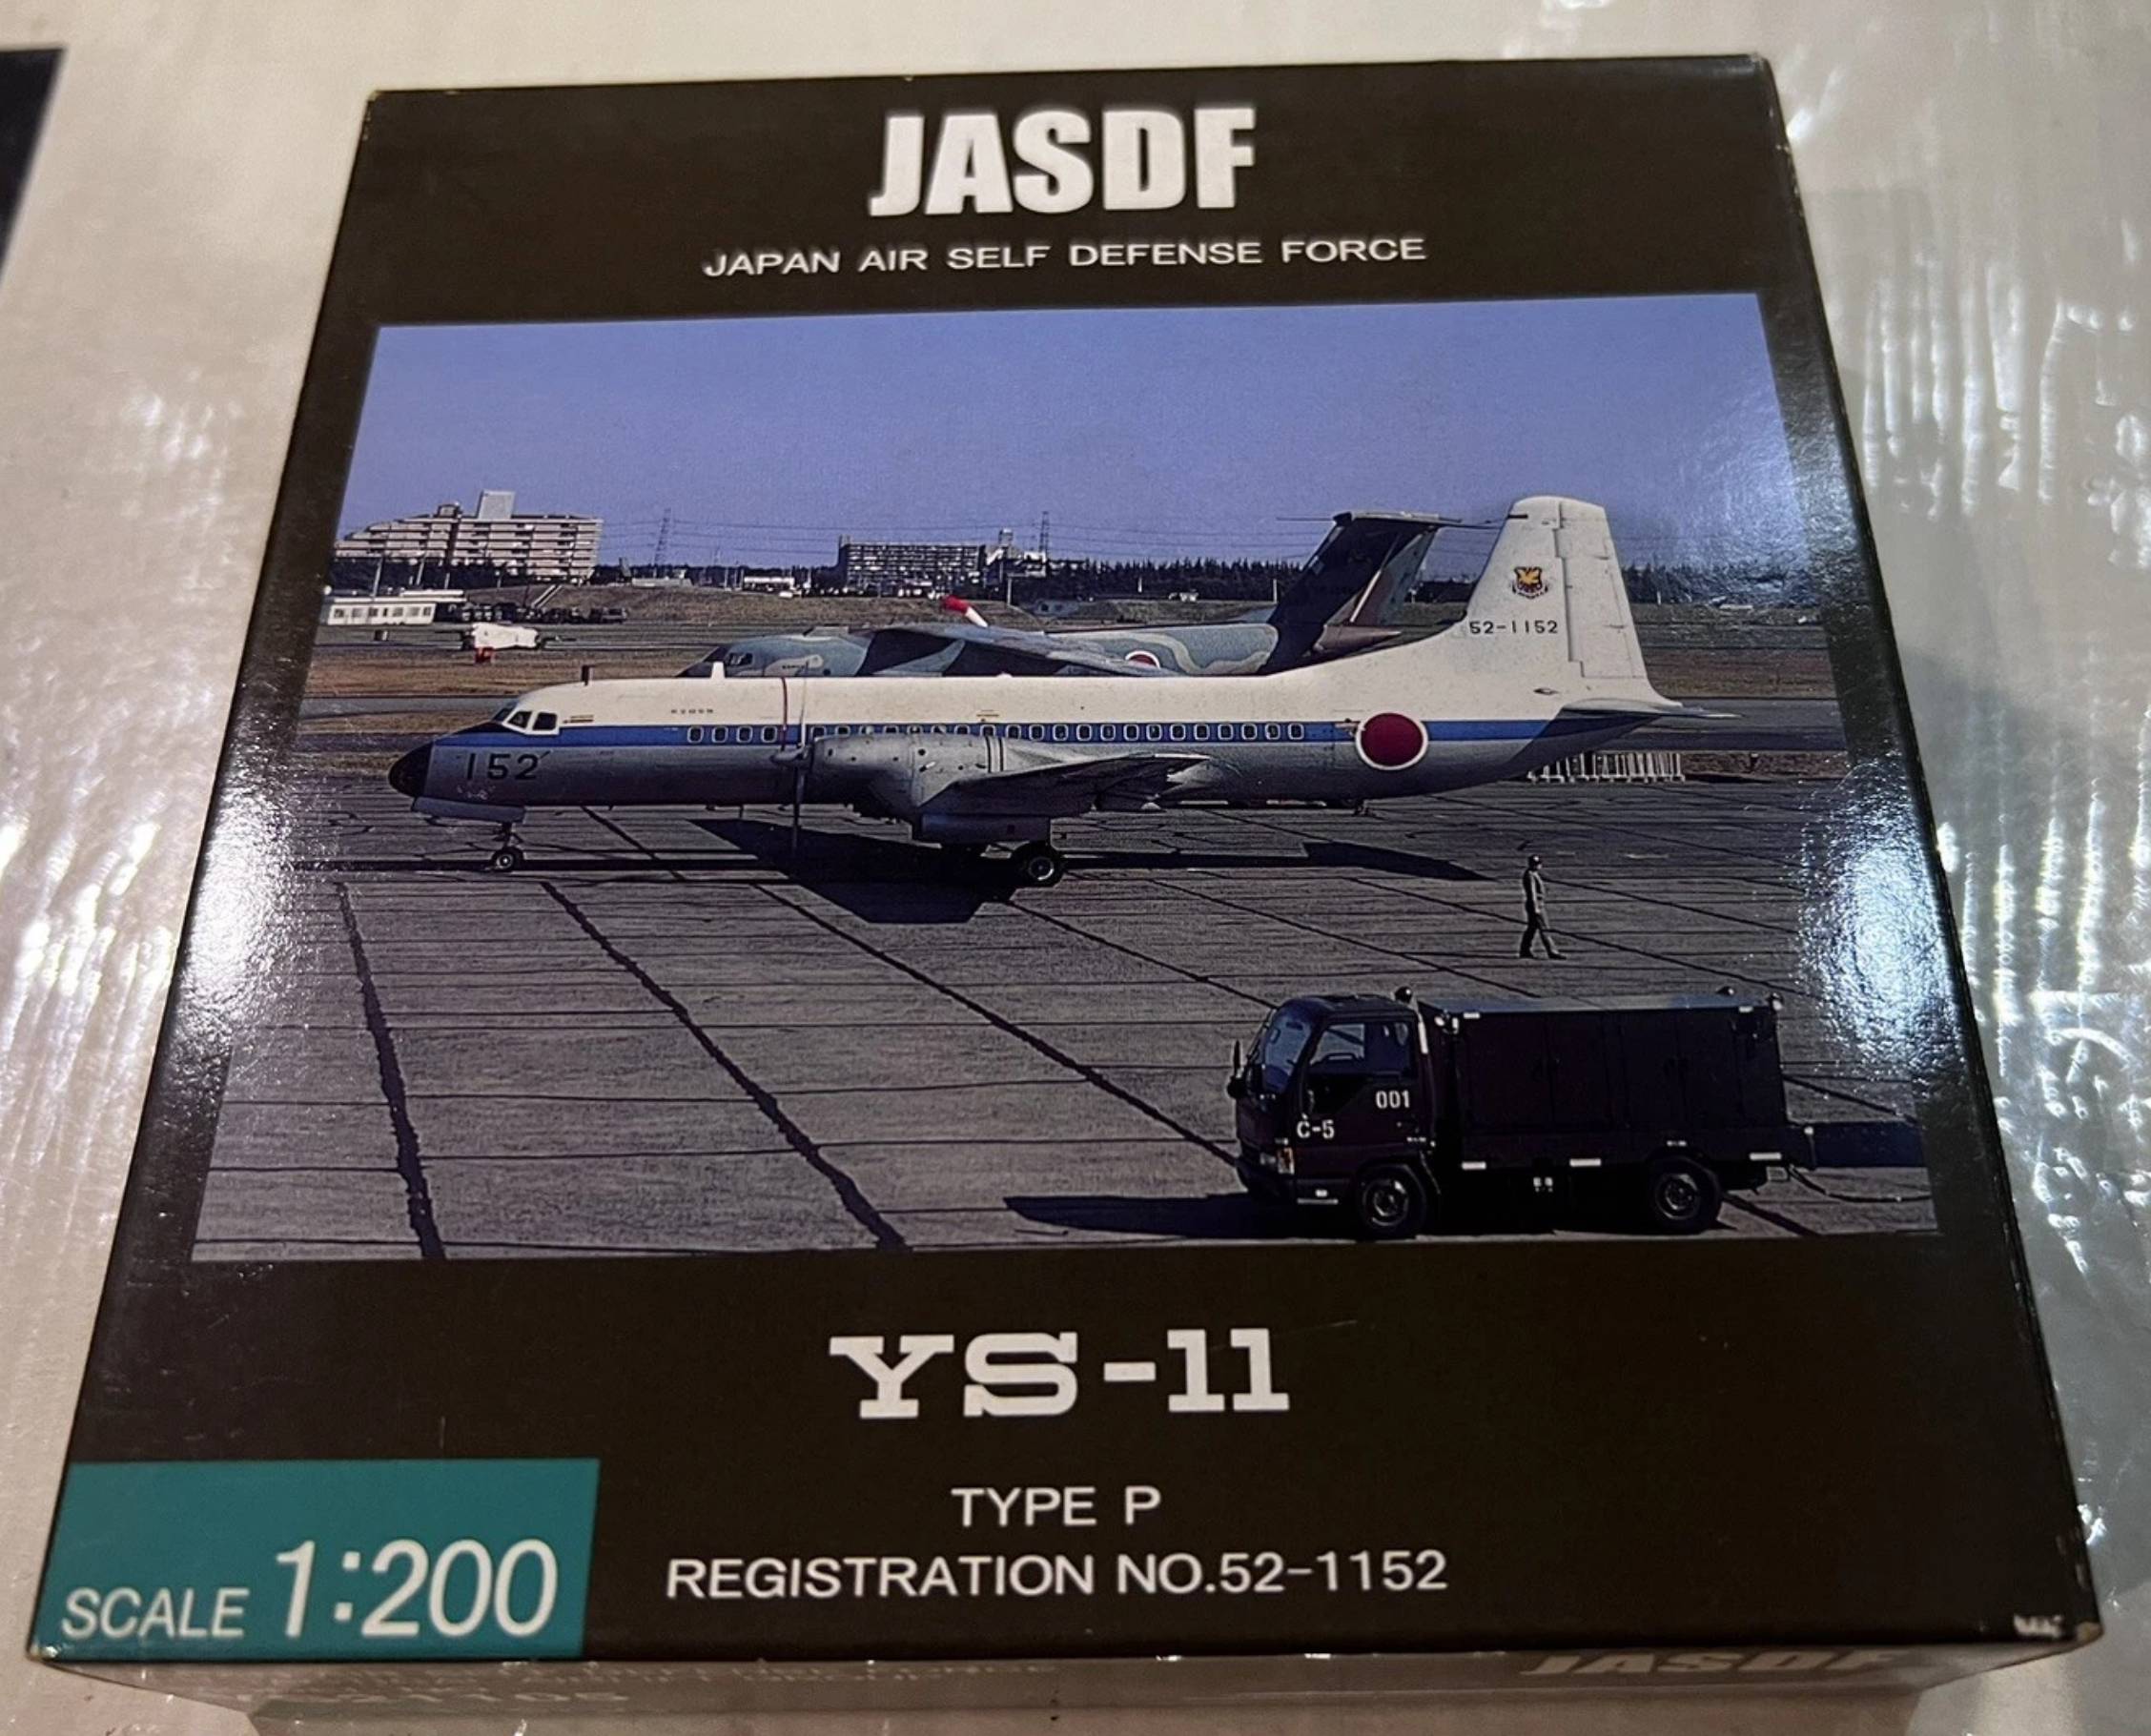 JASDF
JAPAN AIR SELF DEFENSE FORCE
52-1152
152
001
C-5
YS-11
TYPE P
REGISTRATION NO.52-1152
SCALE 1:200
JASDF